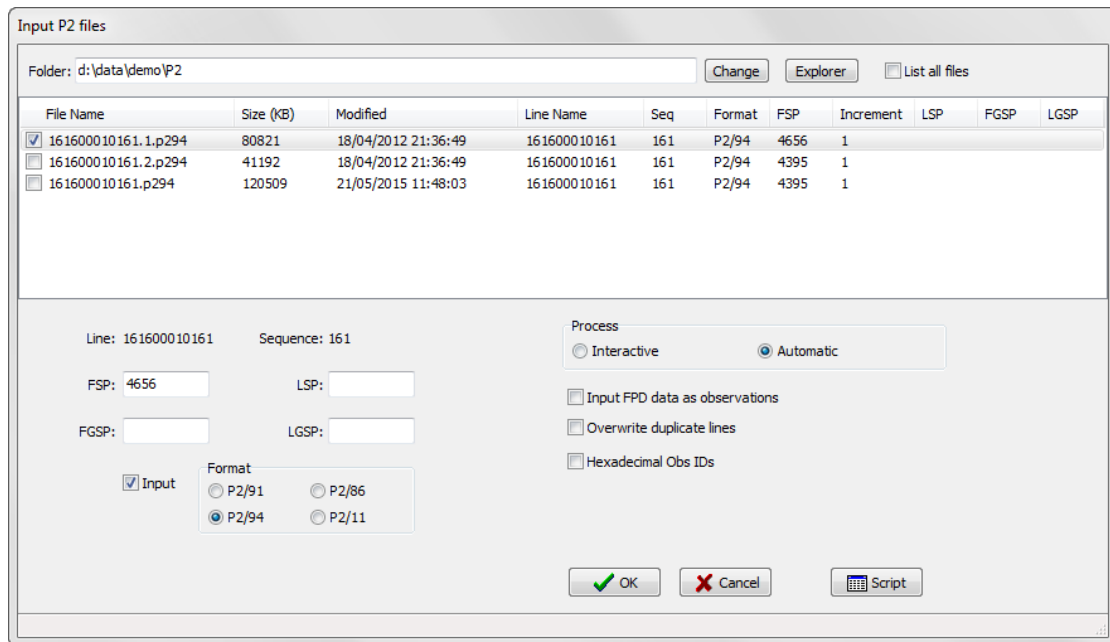 Input P2 files
Folder: d:\data\demo\P2 Change Explorer List all files
File Name Size (KB) Modified Line Name Seq Format FSP Increment LSP FGSP LGSP
161600010161.1.p294 80821 18/04/2012 21:36:49 161600010161 161 P2/94 4656 1
161600010161.2.p294 41192 18/04/2012 21:36:49 161600010161 161 P2/94 4395 1
161600010161.p294 120509 21/05/2015 11:48:03 161600010161 161 P2/94 4395 1
Line: 161600010161 Sequence: 161
FSP: 4656 LSP:
FGSP: LGSP:
Input
Format
P2/91 P2/86
P2/94 P2/11
Process
Interactive Automatic
Input FPD data as observations
Overwrite duplicate lines
Hexadecimal Obs IDs
OK Cancel Script